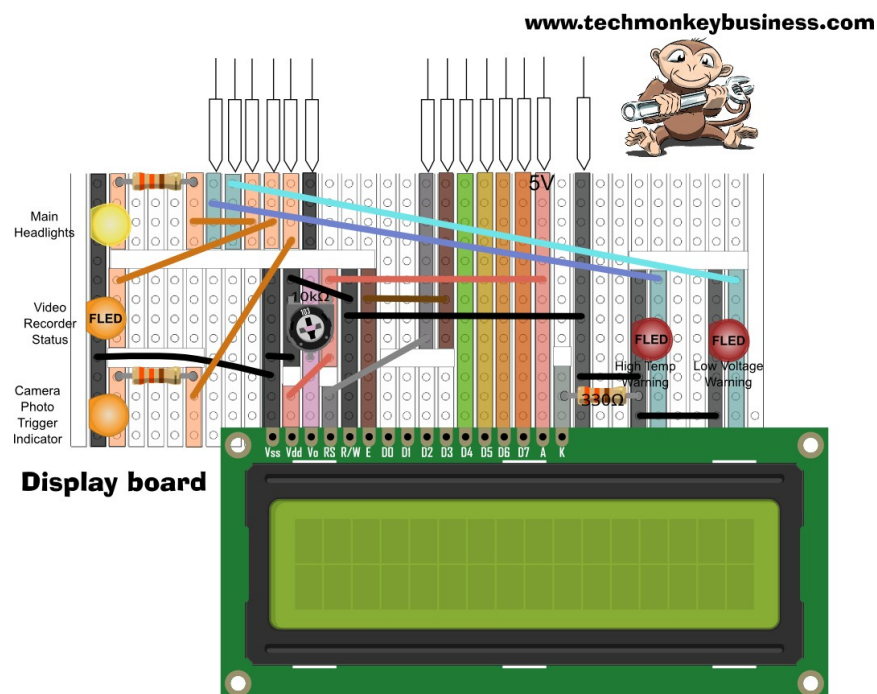 www.techmonkeybusiness.com
5V
Main
Headlights
10kΩ
103
Video
Recorder
Status
FLED
FLED
FLED
High Temp
Warning
Low Voltage
Warning
330Ω
Camera
Photo
Trigger
Indicator
Vss Vdd Vo RS R/W E D0 D1 D2 D3 D4 D5 D6 D7 A K
Display board